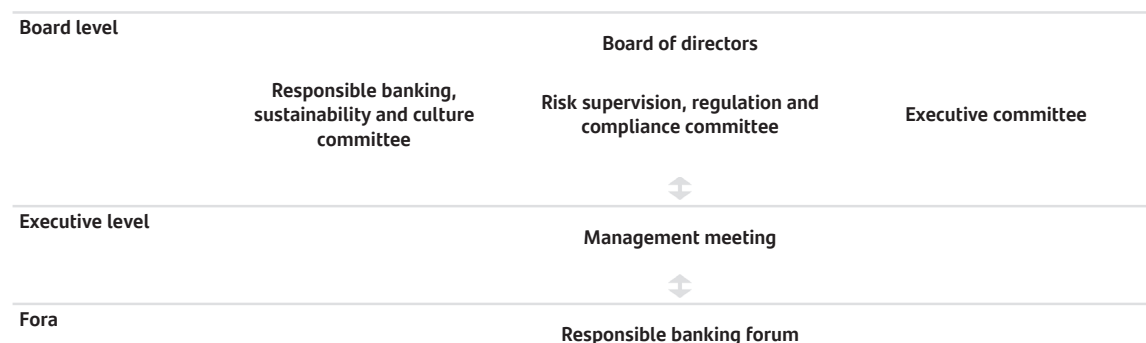 Board level
Board of directors
Responsible banking,
sustainability and culture
committee
Risk supervision, regulation and
compliance committee
Executive committee
Executive level
Management meeting
Fora
Responsible banking forum